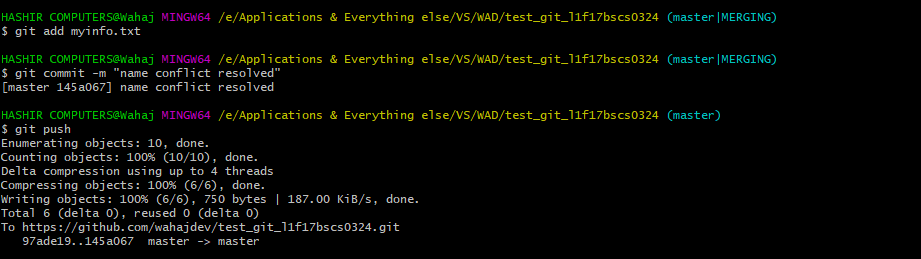 HASHIR COMPUTERS@Wahaj MINGW64 /e/Applications & Everything else/VS/WAD/test_git_l1f17bscs0324 (master|MERGING)
$ git add myinfo.txt
HASHIR COMPUTERS@Wahaj MINGW64 /e/Applications & Everything else/VS/WAD/test_git_l1f17bscs0324 (master|MERGING)
$ git commit -m "name conflict resolved"
[master 145a067] name conflict resolved
HASHIR COMPUTERS@Wahaj MINGW64 /e/Applications & Everything else/VS/WAD/test_git_l1f17bscs0324 (master)
$ git push
Enumerating objects: 10, done.
Counting objects: 100% (10/10), done.
Delta compression using up to 4 threads
Compressing objects: 100% (6/6), done.
Writing objects: 100% (6/6), 750 bytes | 187.00 KiB/s, done.
Total 6 (delta 0), reused 0 (delta 0)
To https://github.com/wahajdev/test_git_l1f17bscs0324.git
   97ade19..145a067  master -> master